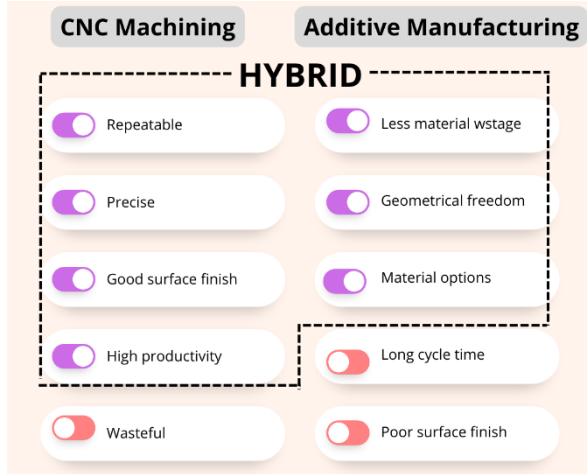 CNC Machining
Additive Manufacturing
HYBRID
Repeatable
Less material wstage
Precise
Geometrical freedom
Good surface finish
Material options
High productivity
Long cycle time
Wasteful
Poor surface finish